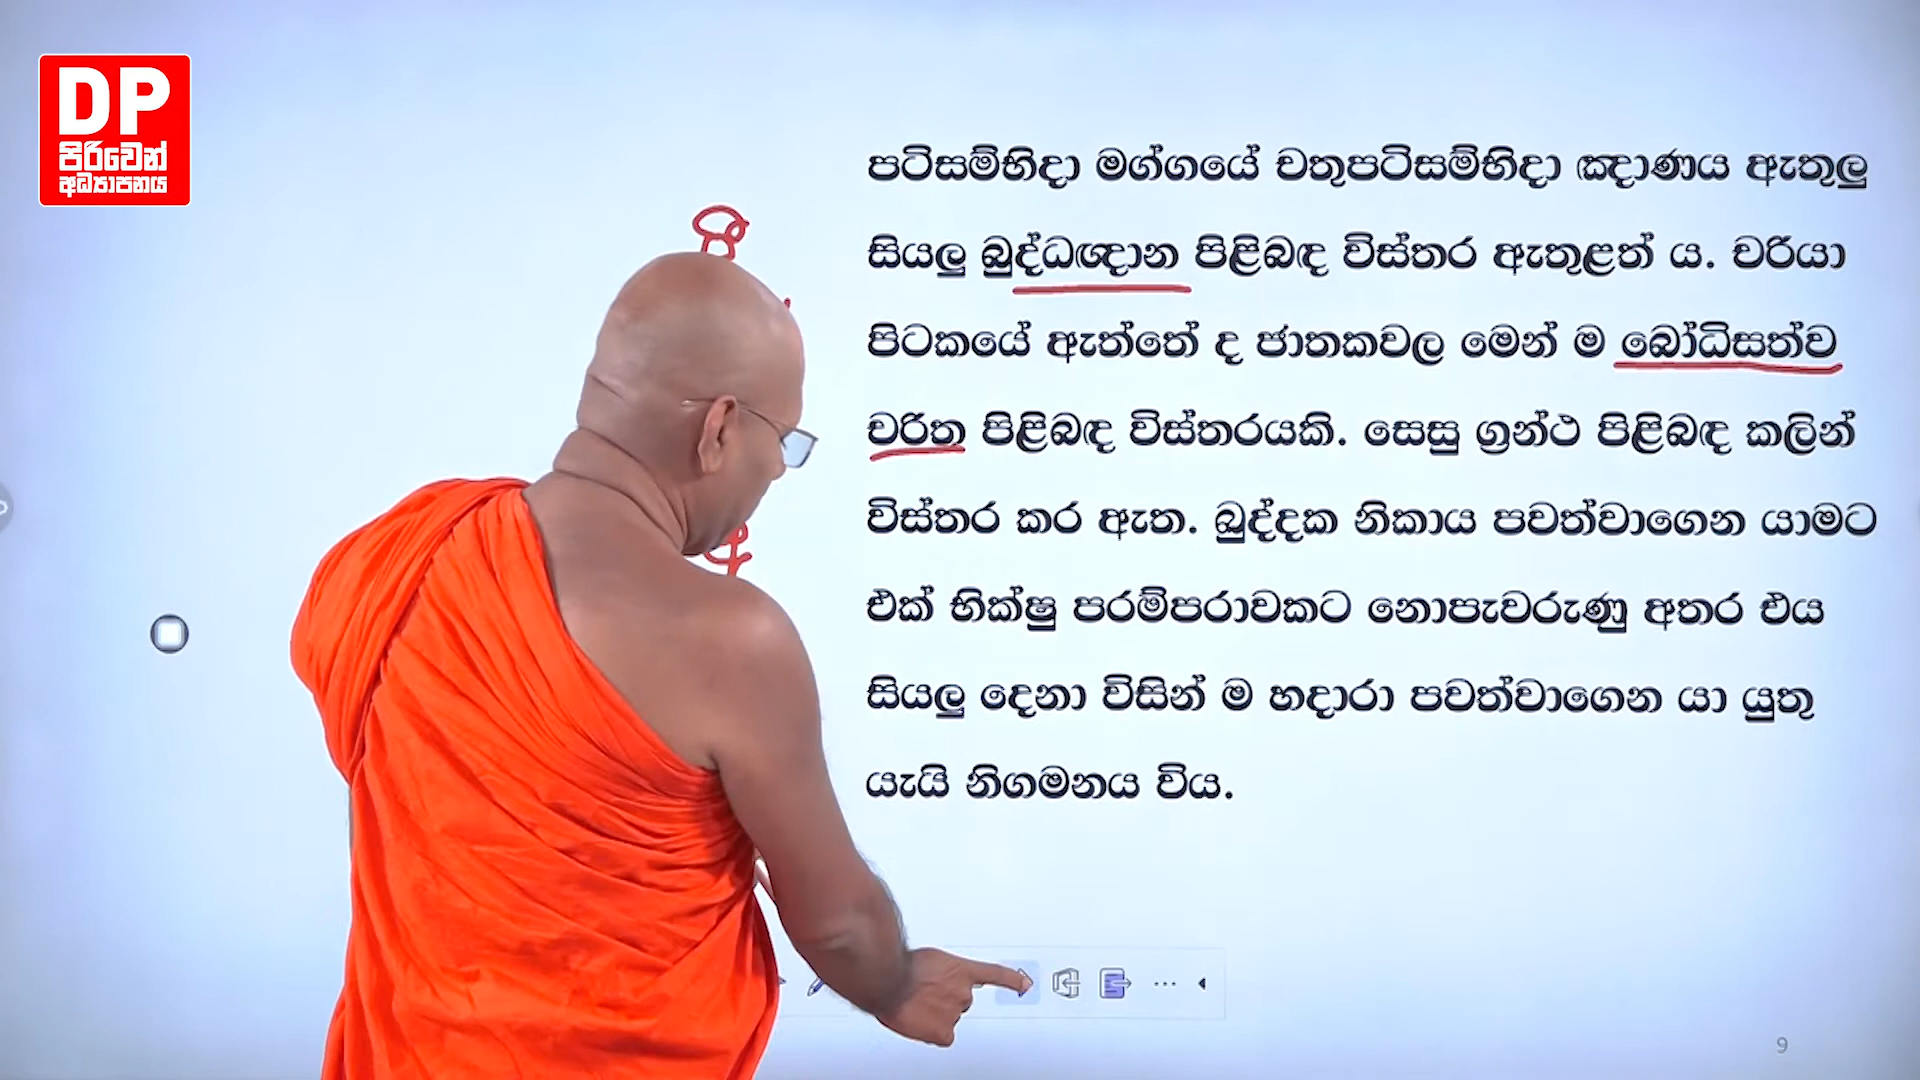 DP
පිරිවෙන්
අධ්‍යාපනය
පටිසම්භිදා මග්ගයේ චතුපටිසම්භිදා ඤාණය ඇතුලු
සියලු බුද්ධඥාන පිළිබඳ විස්තර ඇතුළත් ය. චරියා
පිටකයේ ඇත්තේ ද ජාතකවල මෙන් ම බෝධිසත්ව
චරිත පිළිබඳ විස්තරයකි. සෙසු ග්‍රන්ථ පිළිබඳ කලින්
විස්තර කර ඇත. ඛුද්දක නිකාය පවත්වාගෙන යාමට
එක් භික්ෂු පරම්පරාවකට නොපැවරුණු අතර එය
සියලු දෙනා විසින් ම හදාරා පවත්වාගෙන යා යුතු
යැයි නිගමනය විය.
9